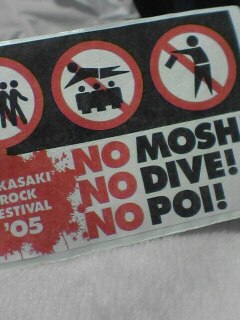 KASAKI
ROCK
FESTIVAL
'05
NO MOSH
NO DIVE!
NO POI!